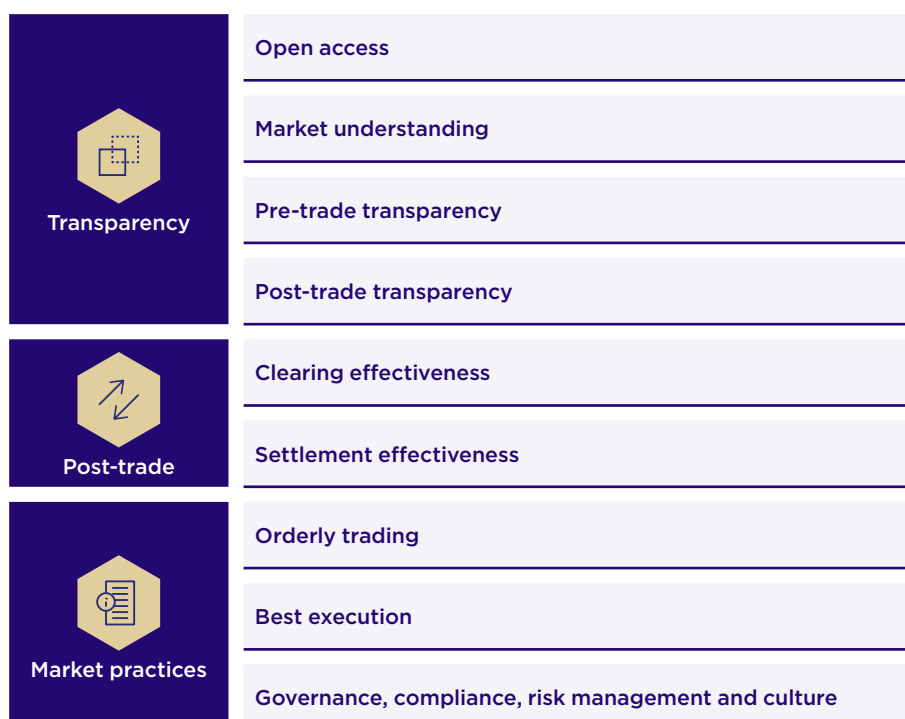 Transparency
Open access
Market understanding
Pre-trade transparency
Post-trade transparency
Post-trade
Clearing effectiveness
Settlement effectiveness
Market practices
Orderly trading
Best execution
Governance, compliance, risk management and culture